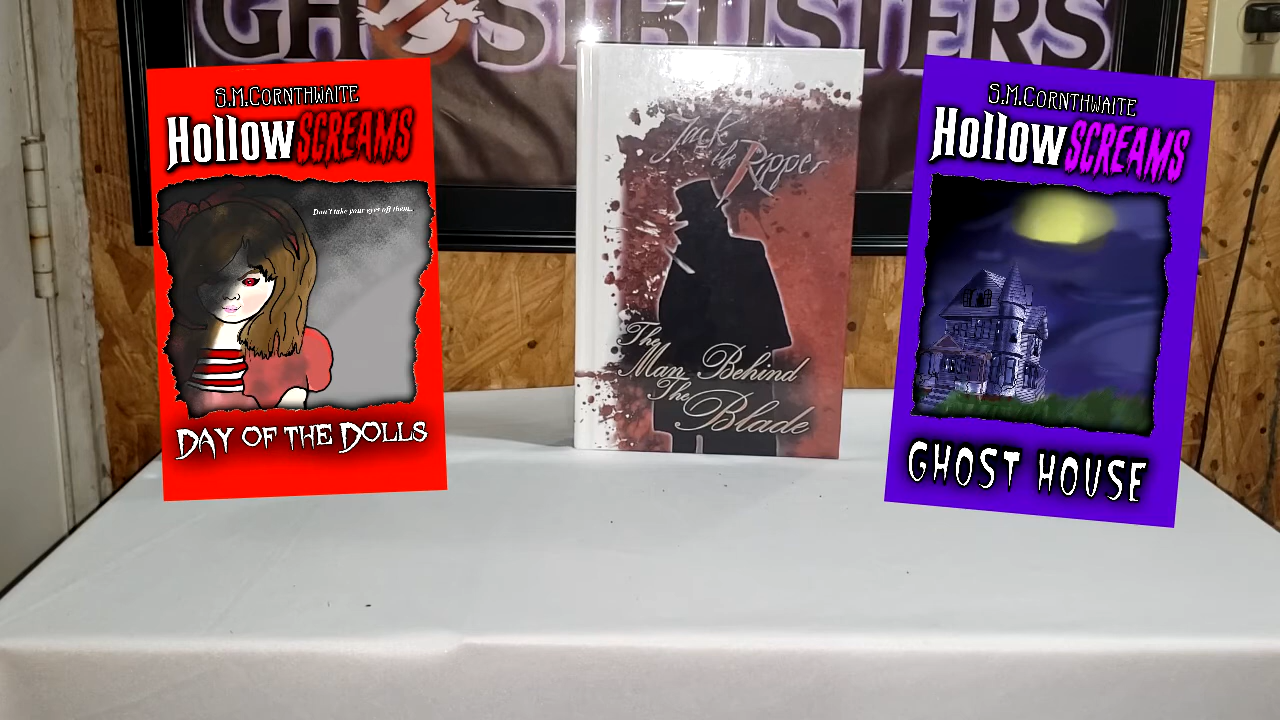 GHOSTBUSTERS
S.M.CORNTHWAITE
Hollow SCREAMS
Don't take your eyes off them...
DAY OF THE DOLLS
Jack
the Ripper
The
Man Behind
The
Blade
S.M.CORNTHWAITE
Hollow SCREAMS
GHOST HOUSE